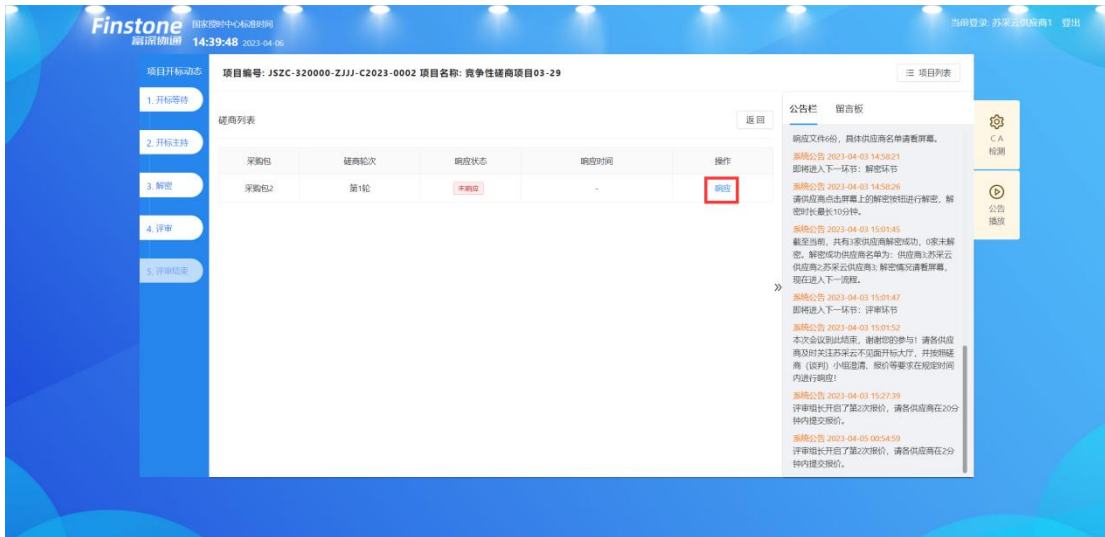 Finstone 国家授时中心标准时间
富深协通 14:39:48 2023-04-06
当前登录: 苏采云供应商1 登出
项目开标动态
1. 开标等待
2. 开标主持
3. 解密
4. 评审
5. 评审结束
项目编号: JSZC-320000-ZJJJ-C2023-0002 项目名称: 竞争性磋商项目03-29
项目列表
磋商列表
返回
采购包 磋商轮次 响应状态 响应时间 操作
采购包2 第1轮 未响应 - 响应
»
公告栏 留言板
响应文件6份，具体供应商名单请看屏幕。
系统公告 2023-04-03 14:58:21
即将进入下一环节：解密环节
系统公告 2023-04-03 14:58:26
请供应商点击屏幕上的解密按钮进行解密，解
密时长最长10分钟。
系统公告 2023-04-03 15:01:45
截至当前，共有3家供应商解密成功，0家未解
密。解密成功供应商名单为：供应商3;苏采云
供应商2;苏采云供应商3; 解密情况请看屏幕，
现在进入下一流程。
系统公告 2023-04-03 15:01:47
即将进入下一环节：评审环节
系统公告 2023-04-03 15:01:52
本次会议到此结束，谢谢您的参与！请各供应
商及时关注苏采云不见面开标大厅，并按照磋
商（谈判）小组澄清、报价等要求在规定时间
内进行响应！
系统公告 2023-04-03 15:27:39
评审组长开启了第2次报价，请各供应商在20分
钟内提交报价。
系统公告 2023-04-05 00:54:59
评审组长开启了第2次报价，请各供应商在2分
钟内提交报价。
CA
检测
公告
播放